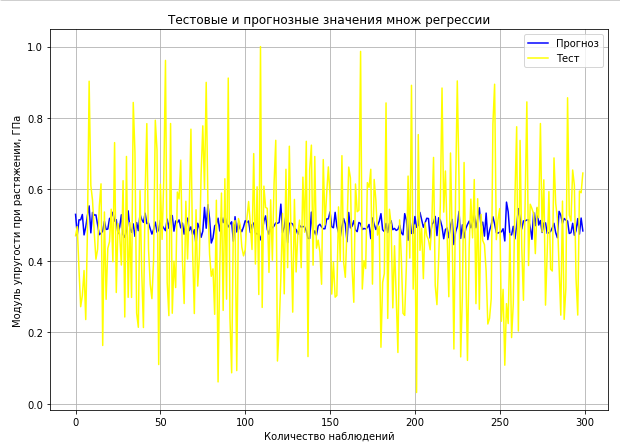 Тестовые и прогнозные значения множ регрессии
Прогноз
Тест
Модуль упругости при растяжении, ГПа
1.0
0.8
0.6
0.4
0.2
0.0
0 50 100 150 200 250 300
Количество наблюдений